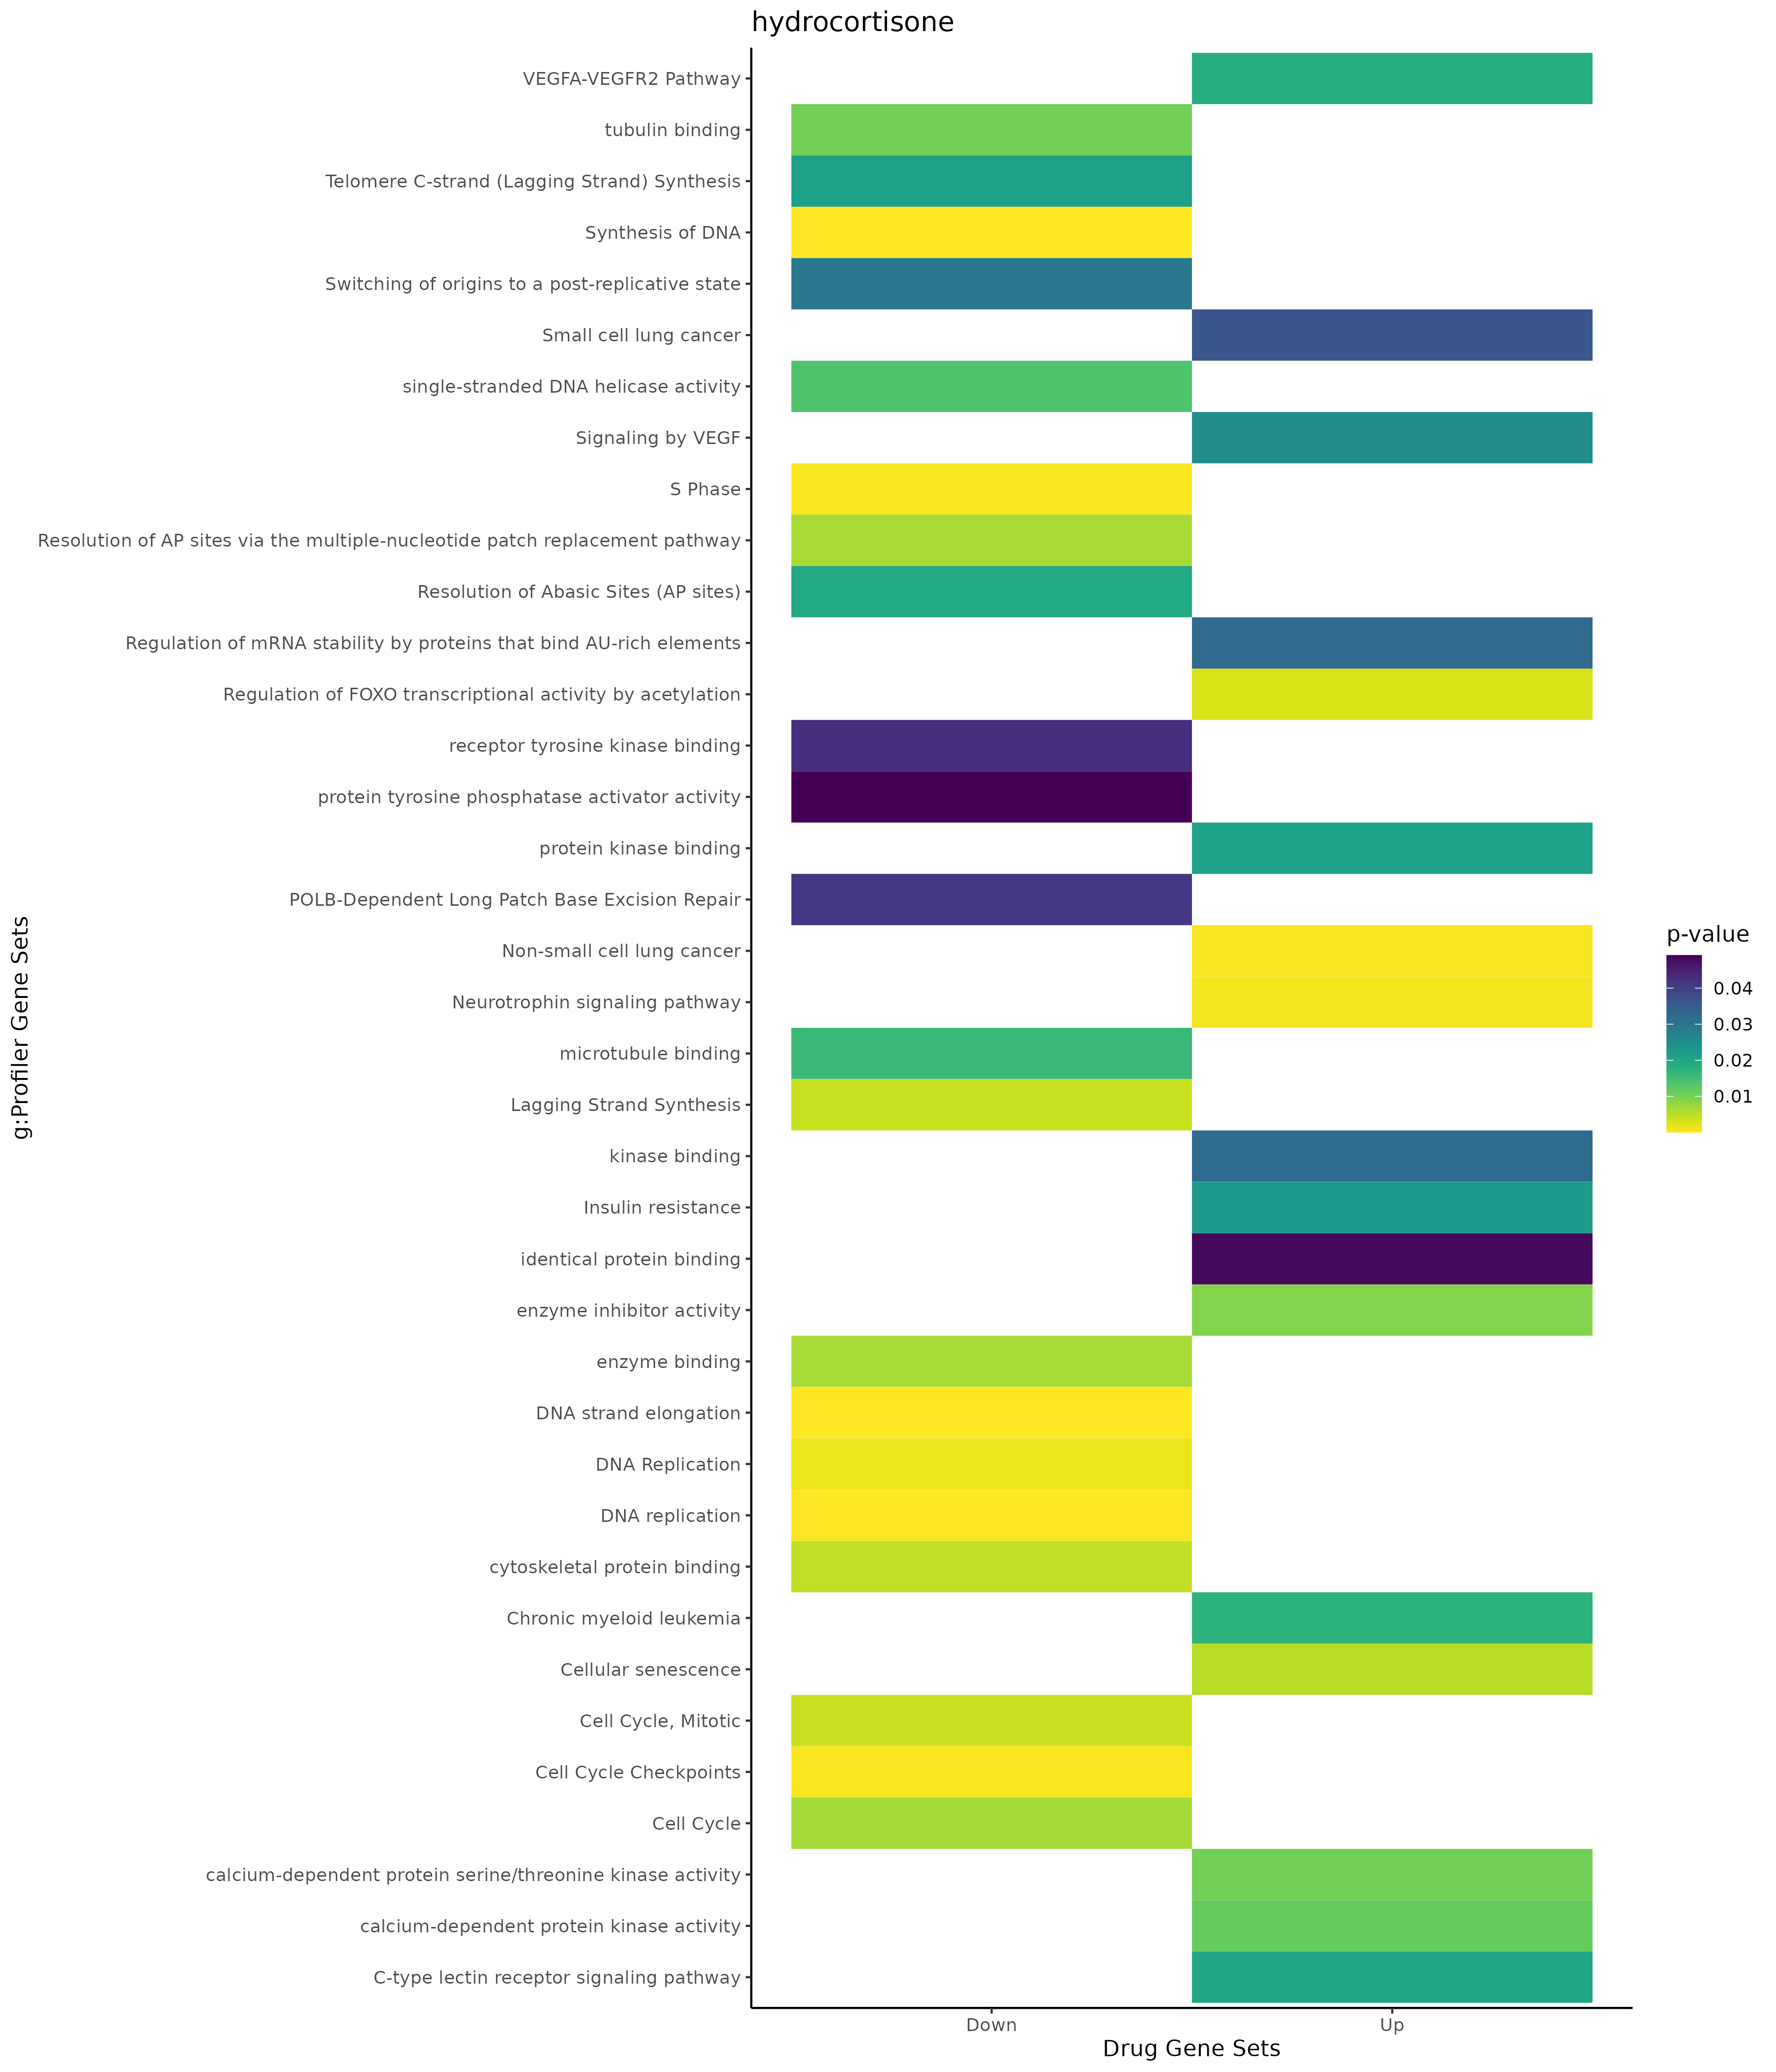 hydrocortisone
VEGFA-VEGFR2 Pathway
tubulin binding
Telomere C-strand (Lagging Strand) Synthesis
Synthesis of DNA
Switching of origins to a post-replicative state
Small cell lung cancer
single-stranded DNA helicase activity
Signaling by VEGF
S Phase
Resolution of AP sites via the multiple-nucleotide patch replacement pathway
Resolution of Abasic Sites (AP sites)
Regulation of mRNA stability by proteins that bind AU-rich elements
Regulation of FOXO transcriptional activity by acetylation
receptor tyrosine kinase binding
protein tyrosine phosphatase activator activity
protein kinase binding
POLB-Dependent Long Patch Base Excision Repair
Non-small cell lung cancer
Neurotrophin signaling pathway
microtubule binding
Lagging Strand Synthesis
kinase binding
Insulin resistance
identical protein binding
enzyme inhibitor activity
enzyme binding
DNA strand elongation
DNA Replication
DNA replication
cytoskeletal protein binding
Chronic myeloid leukemia
Cellular senescence
Cell Cycle, Mitotic
Cell Cycle Checkpoints
Cell Cycle
calcium-dependent protein serine/threonine kinase activity
calcium-dependent protein kinase activity
C-type lectin receptor signaling pathway
g:Profiler Gene Sets
Down
Up
Drug Gene Sets
p-value
0.04
0.03
0.02
0.01